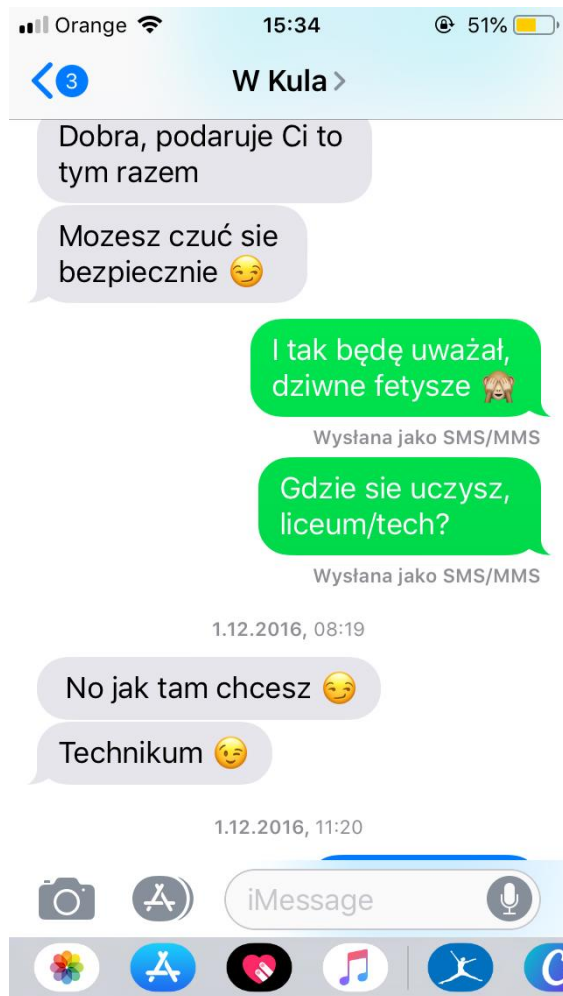 Orange 15:34 51%
3 W Kula
Dobra, podaruje Ci to
tym razem
Mozesz czuć sie
bezpiecznie 😏
I tak będę uważał,
dziwne fetysze 🙈
Wysłana jako SMS/MMS
Gdzie sie uczysz,
liceum/tech?
Wysłana jako SMS/MMS
1.12.2016, 08:19
No jak tam chcesz 😏
Technikum 😉
1.12.2016, 11:20
iMessage